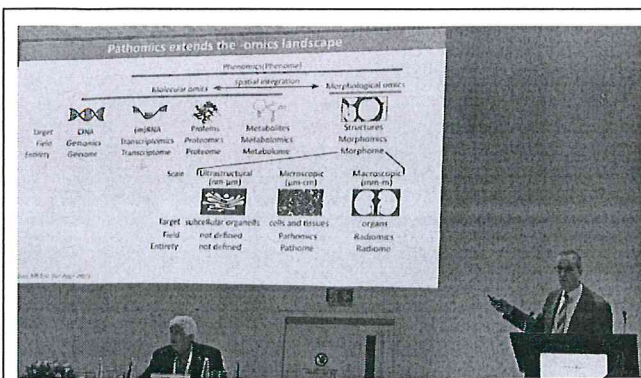 Pathomics extends the -omics landscape
Phenomics(Phenome)
spatial integration
Molecular omics Morphological omics
Target DNA (m)RNA Proteins Metabolites Structures
Field Genomics Transcriptomics Proteomics Metabolomics Morphomics
Entirety Genome Transcriptome Proteome Metabolome Morphome
Scale Ultrastructural Microscopic Macroscopic
(nm-µm) (µm-cm) (mm-m)
Target subcellular organells cells and tissues organs
Field not defined Pathomics Radiomics
Entirety not defined Pathome Radiome